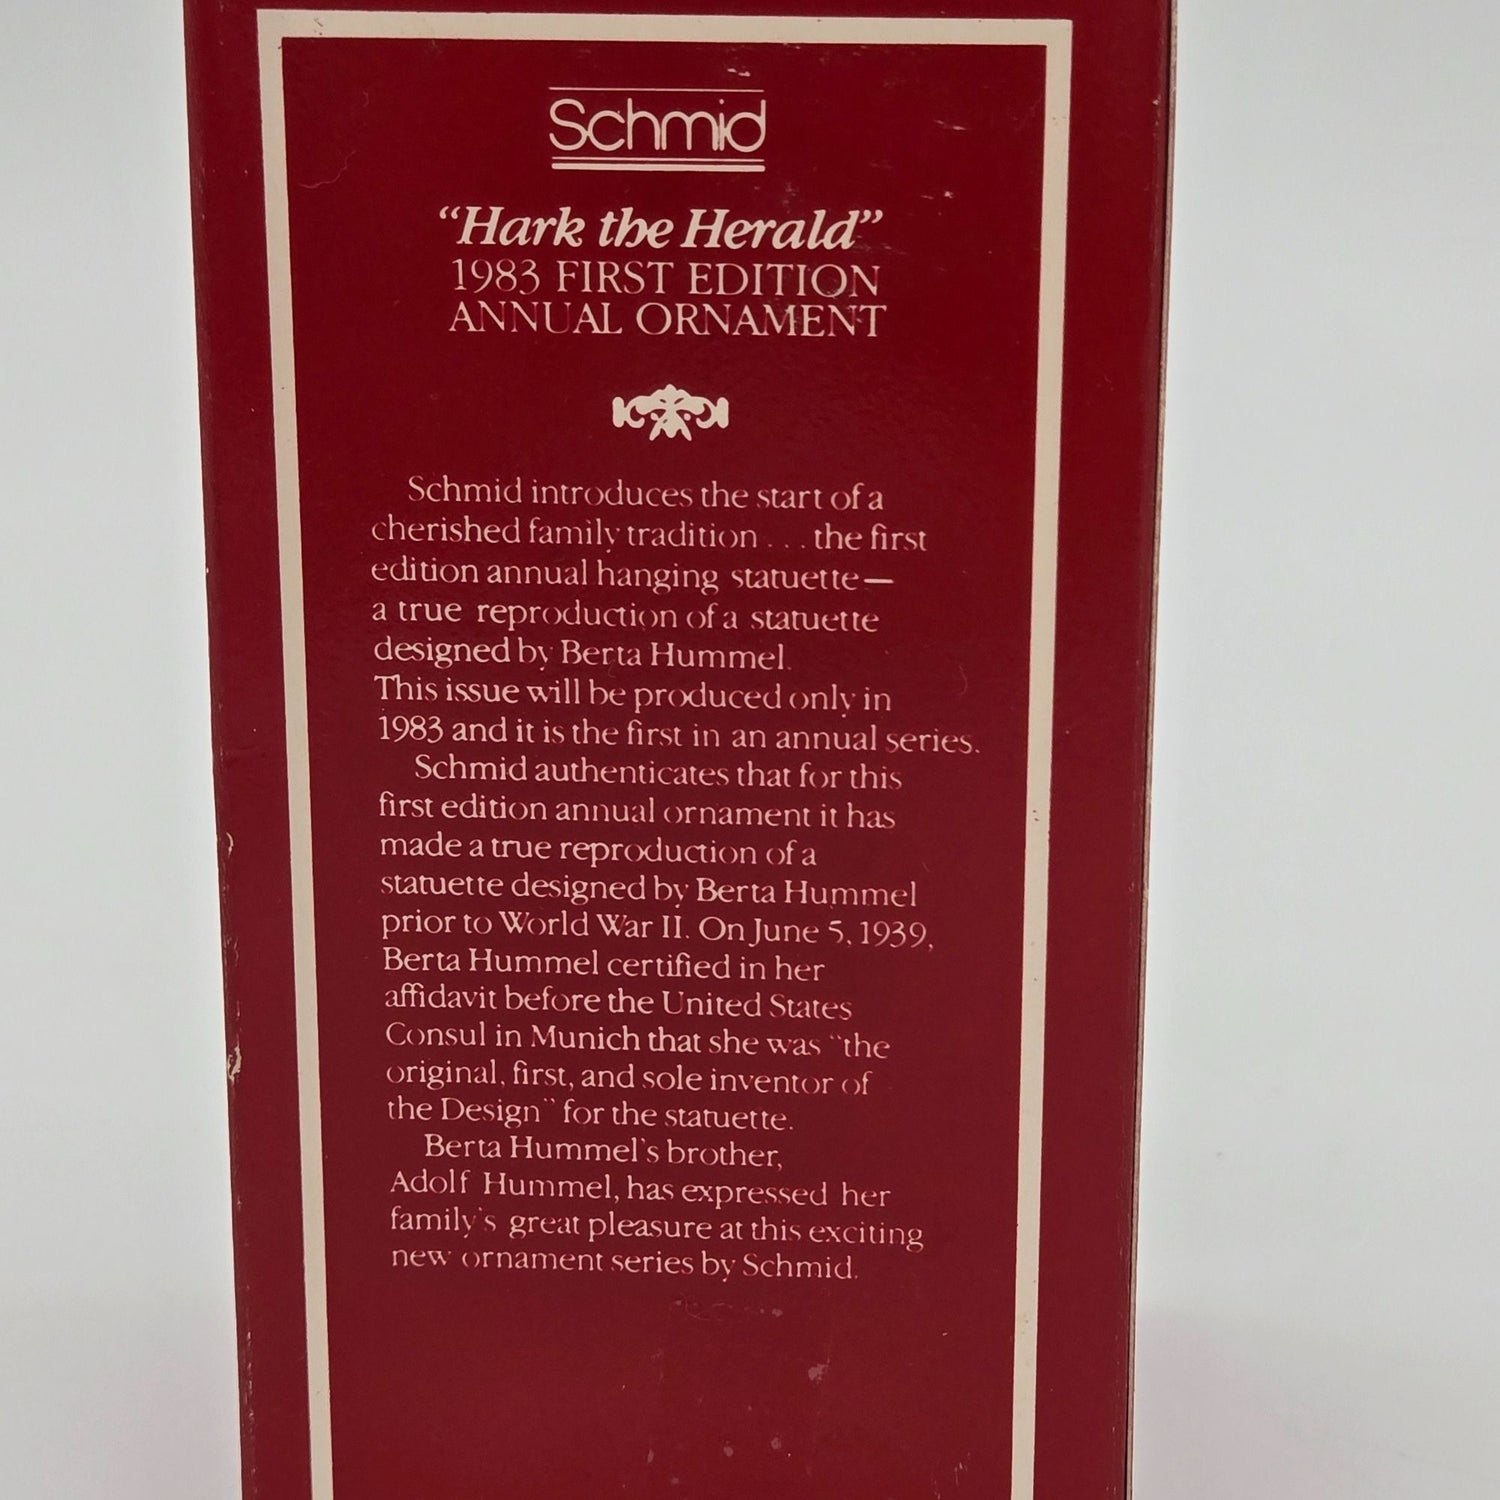 Schmid
“Hark the Herald”
1983 FIRST EDITION
ANNUAL ORNAMENT
Schmid introduces the start of a
cherished family tradition . . . the first
edition annual hanging statuette—
a true reproduction of a statuette
designed by Berta Hummel.
This issue will be produced only in
1983 and it is the first in an annual series.
Schmid authenticates that for this
first edition annual ornament it has
made a true reproduction of a
statuette designed by Berta Hummel
prior to World War II. On June 5, 1939,
Berta Hummel certified in her
affidavit before the United States
Consul in Munich that she was “the
original, first, and sole inventor of
the Design” for the statuette.
Berta Hummel's brother,
Adolf Hummel, has expressed her
family's great pleasure at this exciting
new ornament series by Schmid.